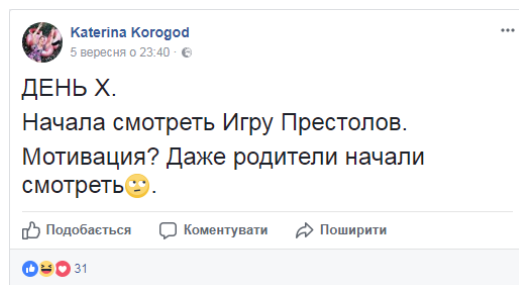 Katerina Korogod
5 вересня о 23:40 ·
ДЕНЬ Х.
Начала смотреть Игру Престолов.
Мотивация? Даже родители начали
смотреть🙄.
Подобається Коментувати Поширити
31